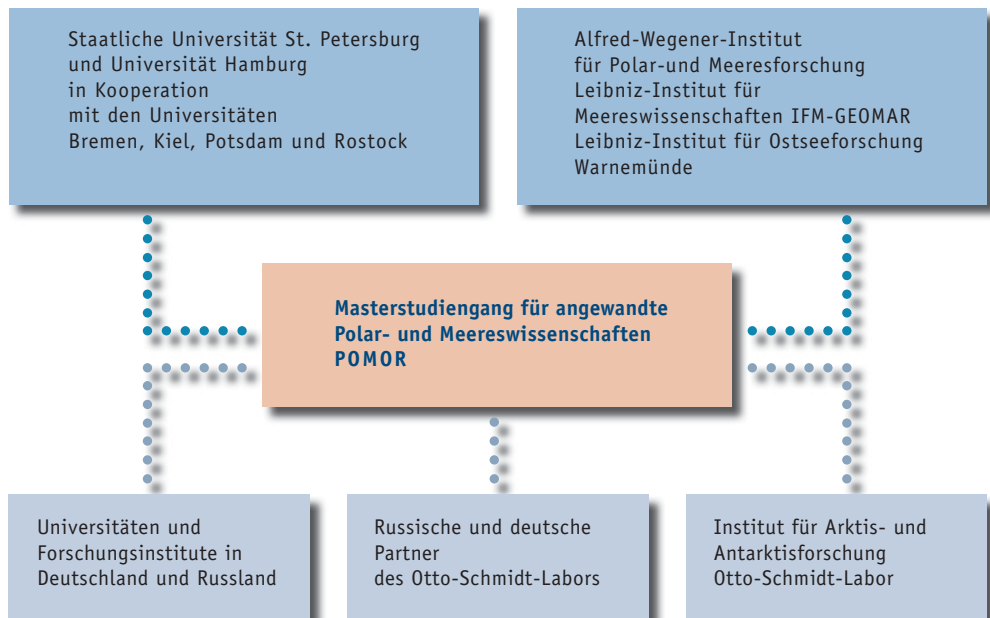 Staatliche Universität St. Petersburg
und Universität Hamburg
in Kooperation
mit den Universitäten
Bremen, Kiel, Potsdam und Rostock
Alfred-Wegener-Institut
für Polar-und Meeresforschung
Leibniz-Institut für
Meereswissenschaften IFM-GEOMAR
Leibniz-Institut für Ostseeforschung
Warnemünde
Masterstudiengang für angewandte
Polar- und Meereswissenschaften
POMOR
Universitäten und
Forschungsinstitute in
Deutschland und Russland
Russische und deutsche
Partner
des Otto-Schmidt-Labors
Institut für Arktis- und
Antarktisforschung
Otto-Schmidt-Labor